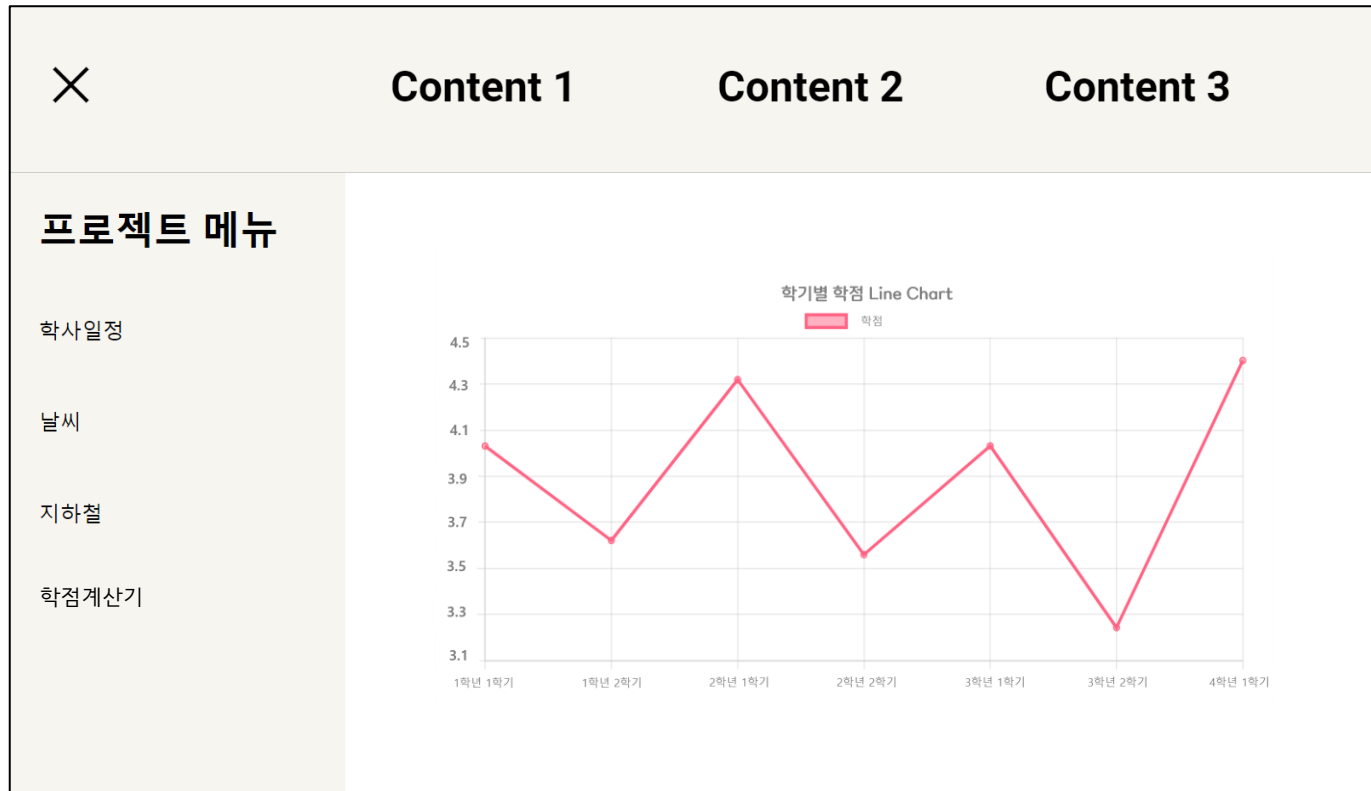 Content 1 Content 2 Content 3
프로젝트 메뉴
학사일정
날씨
지하철
학점계산기
학기별 학점 Line Chart
학점
4.5
4.3
4.1
3.9
3.7
3.5
3.3
3.1
1학년 1학기 1학년 2학기 2학년 1학기 2학년 2학기 3학년 1학기 3학년 2학기 4학년 1학기